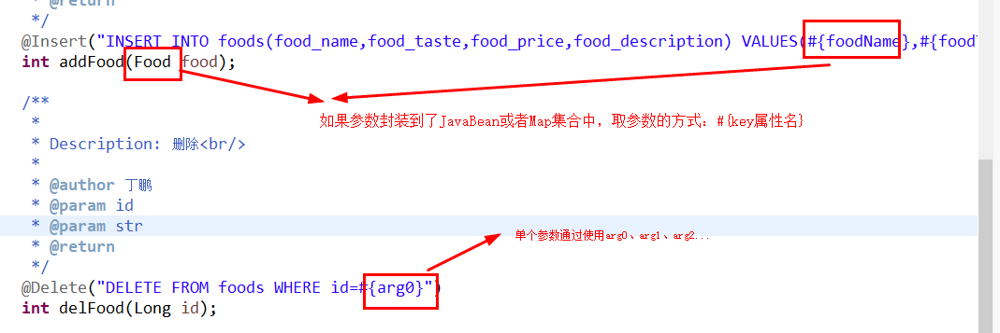 * @return
*/
@Insert("INSERT INTO foods(food_name,food_taste,food_price,food_description) VALUES(#{foodName},#{food
int addFood(Food food);
如果参数封装到了JavaBean或者Map集合中，取参数的方式：#{key属性名}
/**
*
* Description: 删除<br/>
*
* @author 丁鹏
* @param id
* @param str
单个参数通过使用arg0、arg1、arg2...
* @return
*/
@Delete("DELETE FROM foods WHERE id=#{arg0}")
int delFood(Long id);